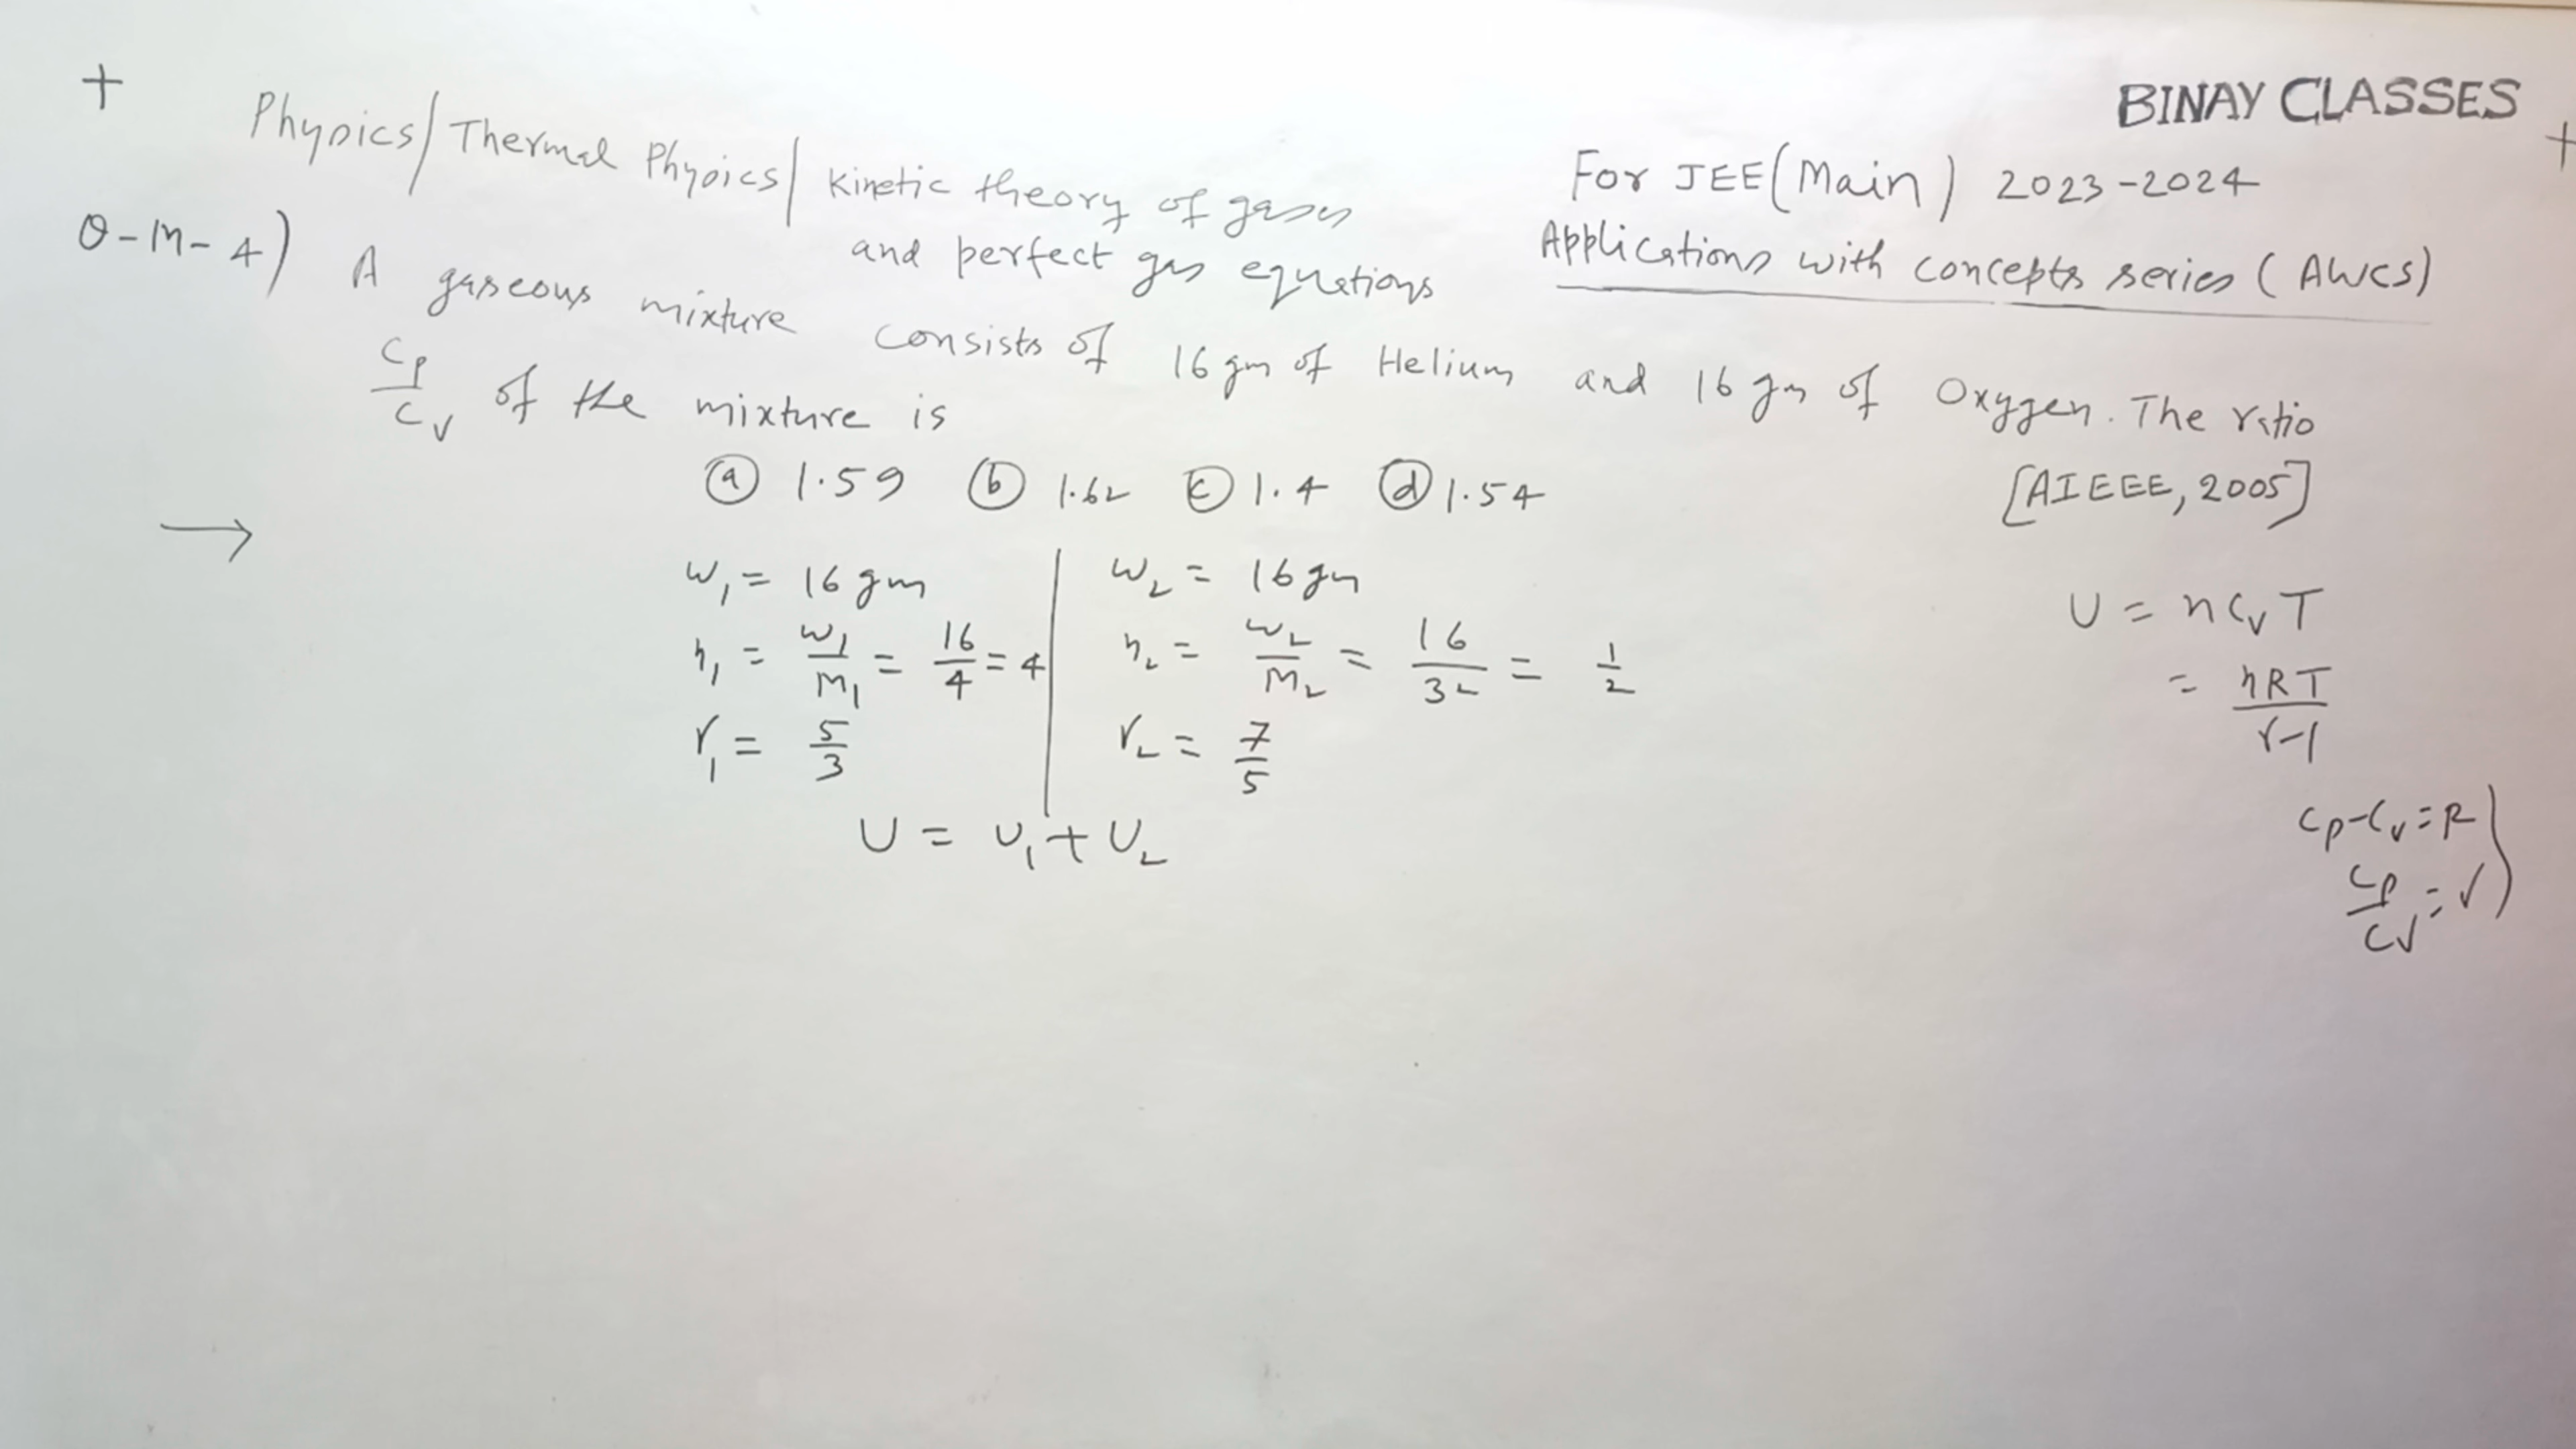 BINAY CLASSES
Physics/Thermal Physics/ Kinetic theory of gases
and perfect gas equations
For JEE(Main) 2023-2024
Applications with concepts series (AWCS)
O-M-4) A gaseous mixture consists of 16 gm of Helium and 16 gm of Oxygen. The ratio
Cp/Cv of the mixture is
[AIEEE, 2005]
(a) 1.59 (b) 1.62 (c) 1.4 (d) 1.54
→
w₁ = 16 gm
n₁ = w₁/M₁ = 16/4 = 4
γ₁ = 5/3
w₂ = 16 gm
n₂ = w₂/M₂ = 16/32 = 1/2
γ₂ = 7/5
U = U₁ + U₂
U = nCvT
= nRT/γ-1
Cp-Cv=R
Cp/Cv=γ